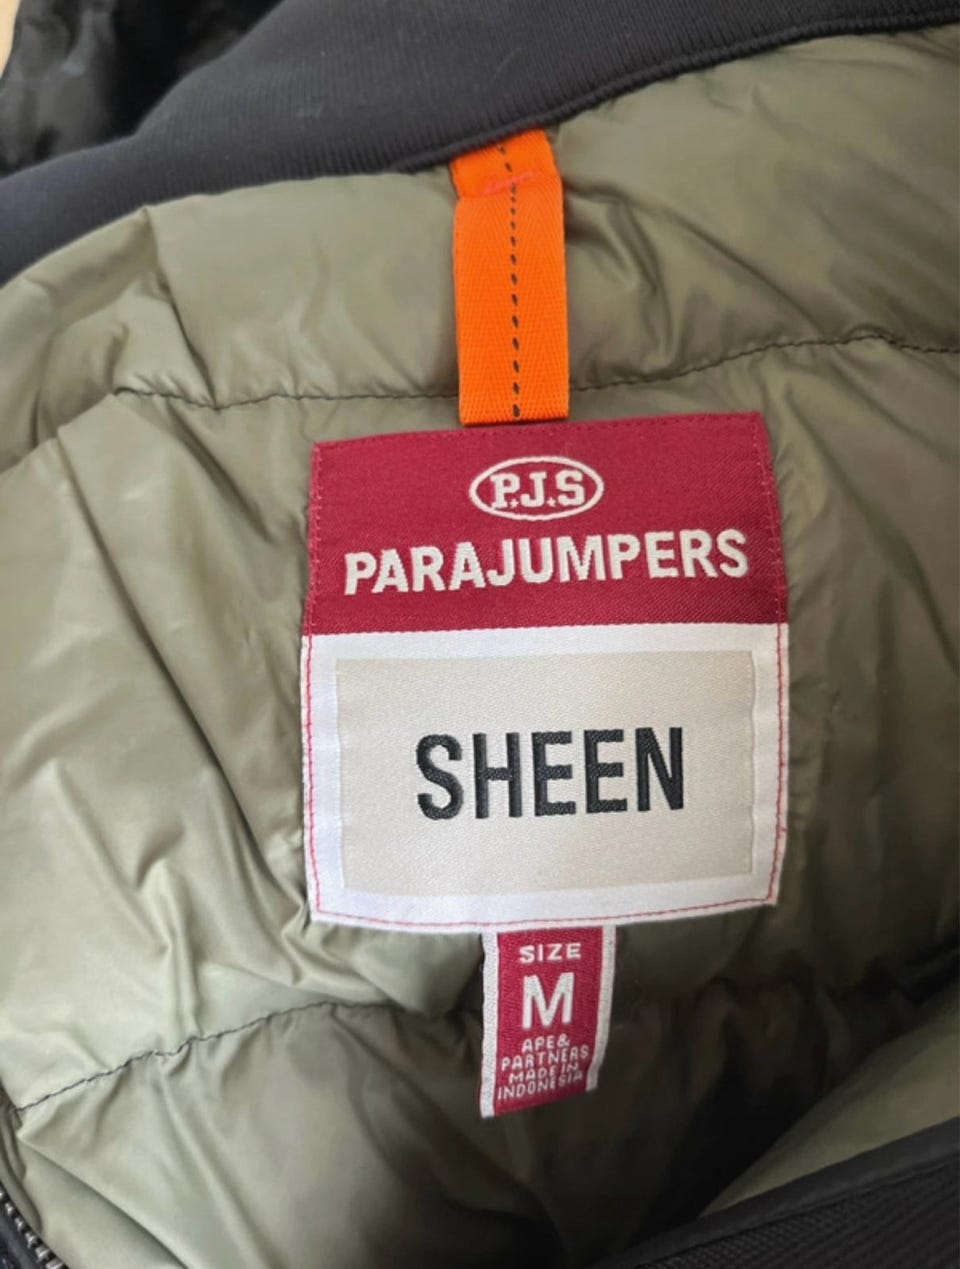 P.J.S
PARAJUMPERS
SHEEN
SIZE
M
APE&
PARTNERS
MADE IN
INDONESIA